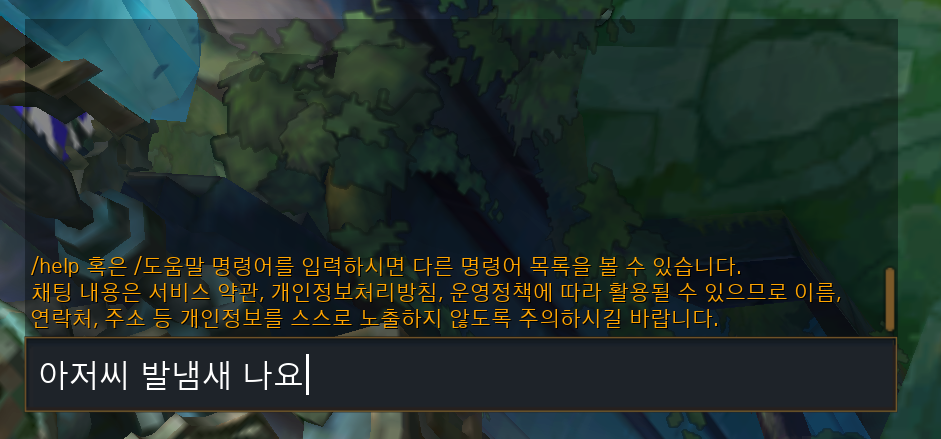 /help 혹은 /도움말 명령어를 입력하시면 다른 명령어 목록을 볼 수 있습니다.
채팅 내용은 서비스 약관, 개인정보처리방침, 운영정책에 따라 활용될 수 있으므로 이름,
연락처, 주소 등 개인정보를 스스로 노출하지 않도록 주의하시길 바랍니다.
아저씨 발냄새 나요